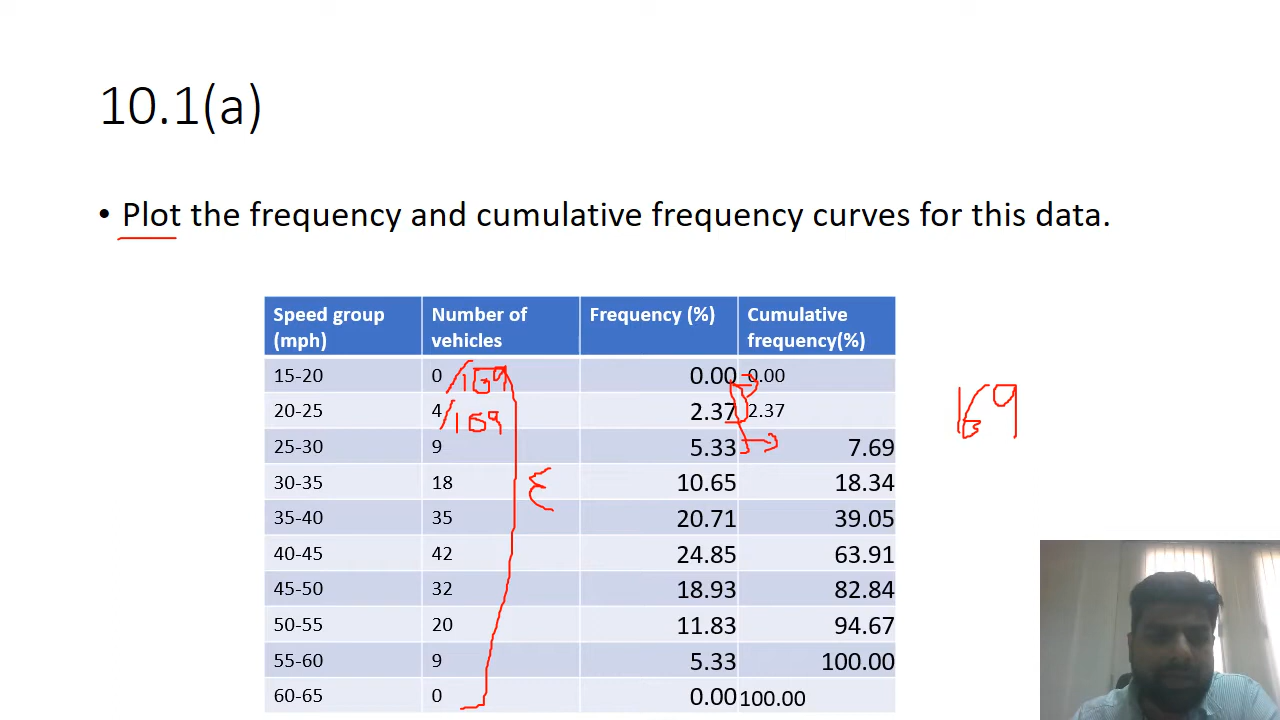 10.1(a)
• Plot the frequency and cumulative frequency curves for this data.
Speed group (mph) Number of vehicles Frequency (%) Cumulative frequency(%)
15-20 0 /169 0.00 0.00
20-25 4 /169 2.37 2.37
25-30 9 5.33 7.69
30-35 18 10.65 18.34
35-40 35 20.71 39.05
40-45 42 24.85 63.91
45-50 32 18.93 82.84
50-55 20 11.83 94.67
55-60 9 5.33 100.00
60-65 0 0.00 100.00
Σ
169